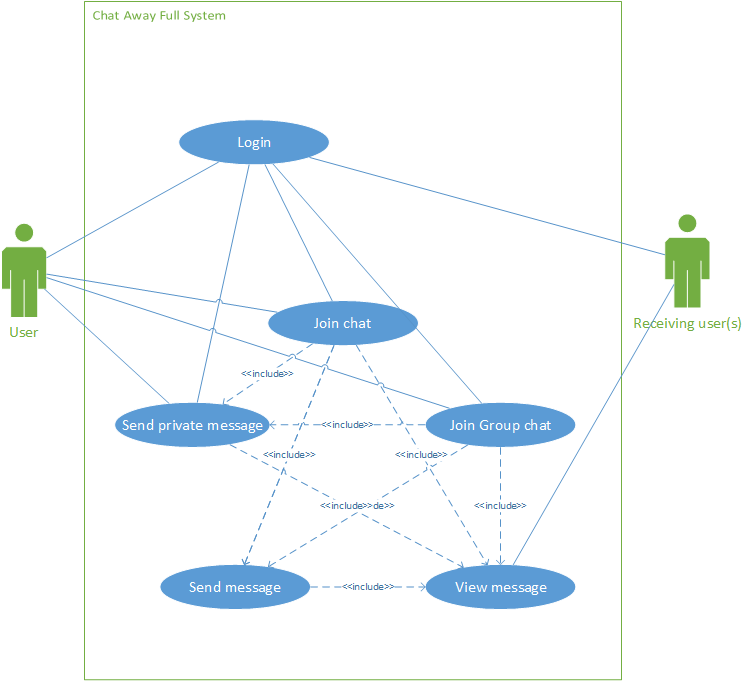 Chat Away Full System
Login
User
Receiving user(s)
Join chat
<<include>>
Send private message
<<include>>
Join Group chat
<<include>>
<<include>>
<<include>>de>>
<<include>>
Send message
<<include>>
View message